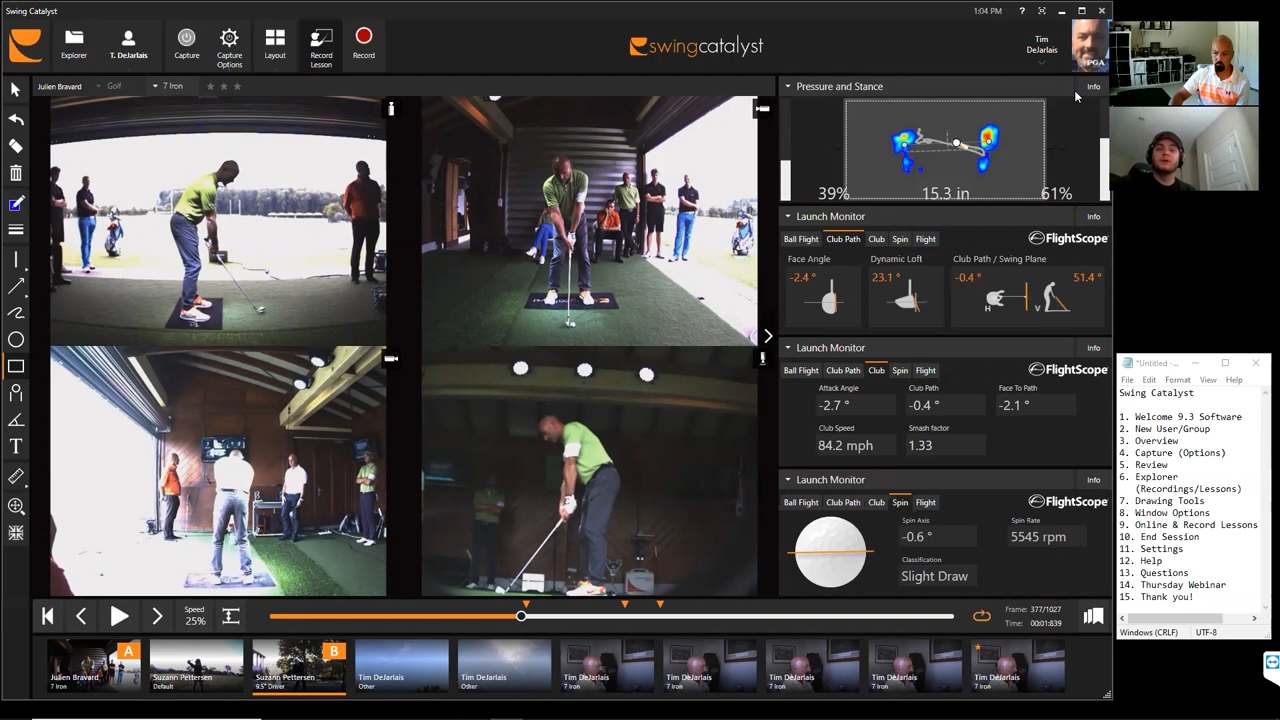 Swing Catalyst
1:04 PM
?
Explorer
T. DeJarlais
Capture
Capture
Options
Layout
Record
Lesson
Record
swingcatalyst
Tim
DeJarlais
PGA
Julien Bravard
Golf
7 Iron
Pressure and Stance
Info
39%
15.3 in
61%
Launch Monitor
Info
Ball Flight Club Path Club Spin Flight
FlightScope
Face Angle
-2.4 °
Dynamic Loft
23.1 °
Club Path / Swing Plane
-0.4 °
51.4 °
H
V
Launch Monitor
Info
Ball Flight Club Path Club Spin Flight
FlightScope
Attack Angle
-2.7 °
Club Path
-0.4 °
Face To Path
-2.1 °
Club Speed
84.2 mph
Smash factor
1.33
Launch Monitor
Info
Ball Flight Club Path Club Spin Flight
FlightScope
Spin Axis
-0.6 °
Spin Rate
5545 rpm
Classification
Slight Draw
T
Speed
25%
Frame: 377/1027
Time: 00:01:839
A
Julien Bravard
7 Iron
Suzann Pettersen
Default
B
Suzann Pettersen
9.5° Driver
Tim DeJarlais
Other
Tim DeJarlais
Other
Tim DeJarlais
7 Iron
Tim DeJarlais
7 Iron
Tim DeJarlais
7 Iron
Tim DeJarlais
7 Iron
Tim DeJarlais
7 Iron
*Untitled -...
File Edit Format View Help
Swing Catalyst
1. Welcome 9.3 Software
2. New User/Group
3. Overview
4. Capture (Options)
5. Review
6. Explorer
(Recordings/Lessons)
7. Drawing Tools
8. Window Options
9. Online & Record Lessons
10. End Session
11. Settings
12. Help
13. Questions
14. Thursday Webinar
15. Thank you!
Windows (CRLF)
UTF-8